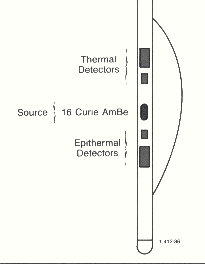 Thermal
Detectors
Source 16 Curie AmBe
Epithermal
Detectors